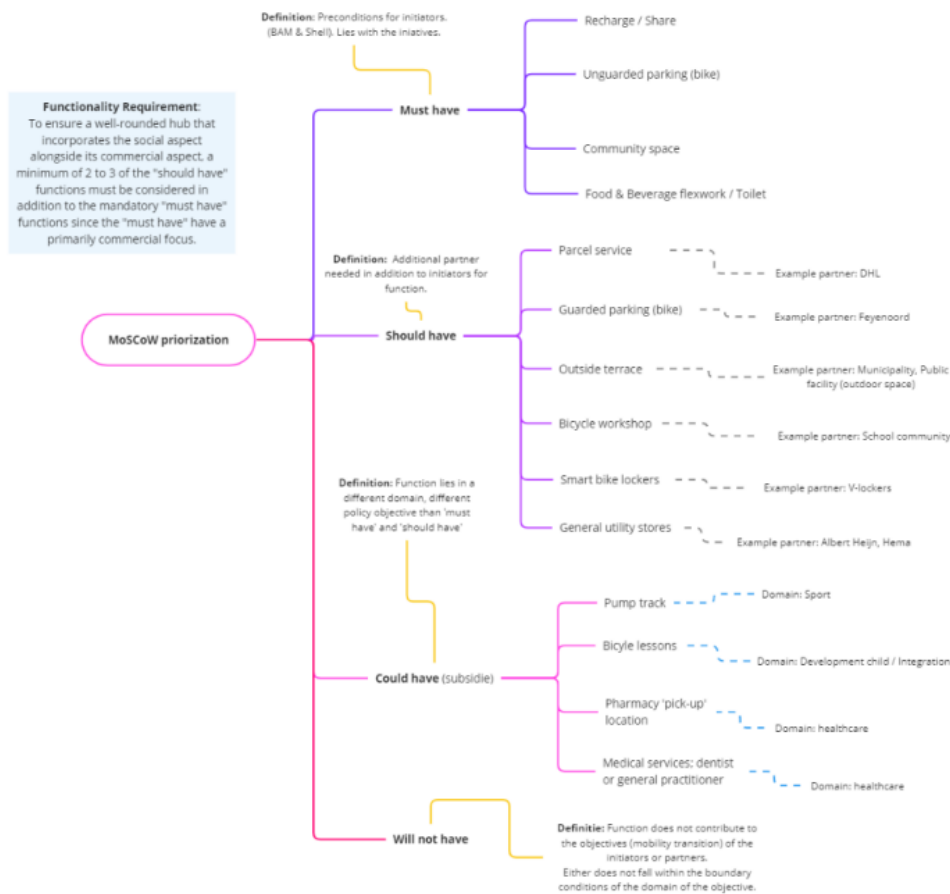 Definition: Preconditions for initiators.
(BAM & Shell). Lies with the iniatives.
Recharge / Share
Unguarded parking (bike)
Must have
Community space
Food & Beverage flexwork / Toilet
Functionality Requirement:
To ensure a well-rounded hub that
incorporates the social aspect
alongside its commercial aspect, a
minimum of 2 to 3 of the "should have"
functions must be considered in
addition to the mandatory "must have"
functions since the "must have" have a
primarily commercial focus.
MoSCoW priorization
Definition: Additional partner
needed in addition to initiators for
function.
Should have
Parcel service
Example partner: DHL
Guarded parking (bike)
Example partner: Feyenoord
Outside terrace
Example partner: Municipality, Public
facility (outdoor space)
Bicycle workshop
Example partner: School community
Smart bike lockers
Example partner: V-lockers
General utility stores
Example partner: Albert Heijn, Hema
Definition: Function lies in a
different domain, different
policy objective than 'must
have' and 'should have'
Could have (subsidie)
Pump track
Domain: Sport
Bicyle lessons
Domain: Development child / Integration
Pharmacy 'pick-up'
location
Domain: healthcare
Medical services; dentist
or general practitioner
Domain: healthcare
Will not have
Definitie: Function does not contribute to
the objectives (mobility transition) of the
initiators or partners.
Either does not fall within the boundary
conditions of the domain of the objective.